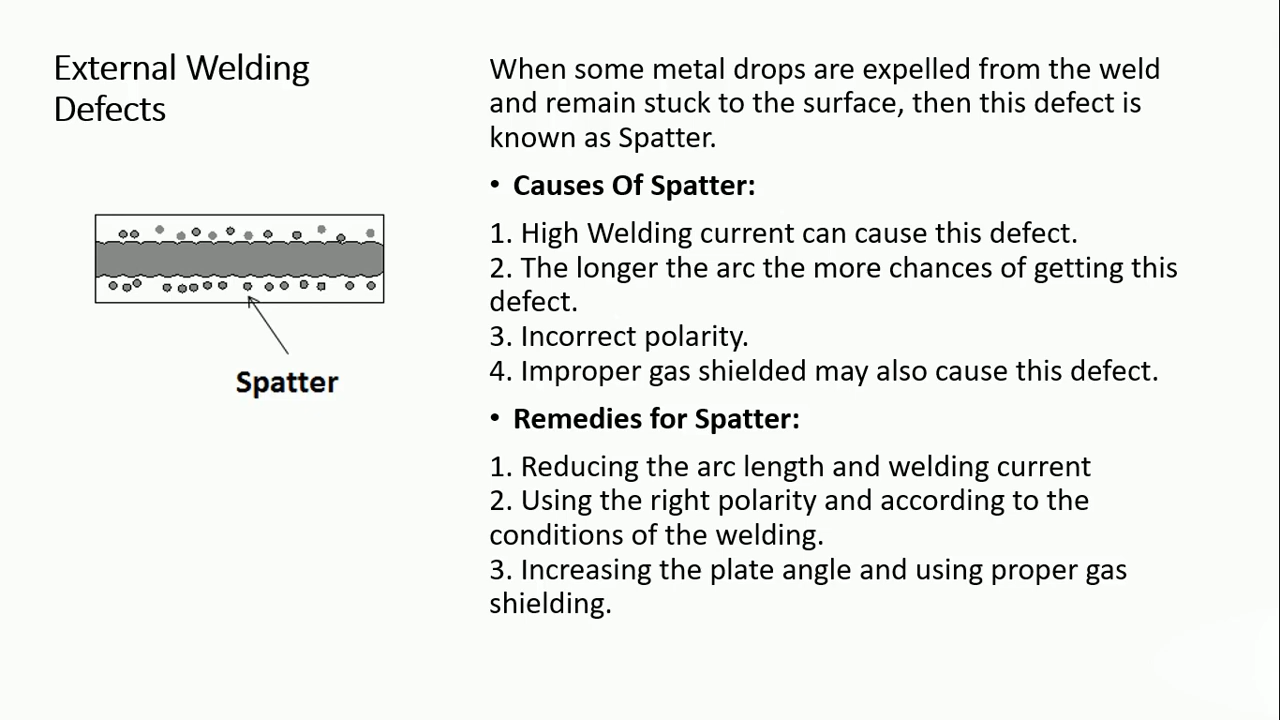 External Welding
Defects
When some metal drops are expelled from the weld
and remain stuck to the surface, then this defect is
known as Spatter.
• Causes Of Spatter:
1. High Welding current can cause this defect.
2. The longer the arc the more chances of getting this
defect.
3. Incorrect polarity.
4. Improper gas shielded may also cause this defect.
• Remedies for Spatter:
1. Reducing the arc length and welding current
2. Using the right polarity and according to the
conditions of the welding.
3. Increasing the plate angle and using proper gas
shielding.
Spatter